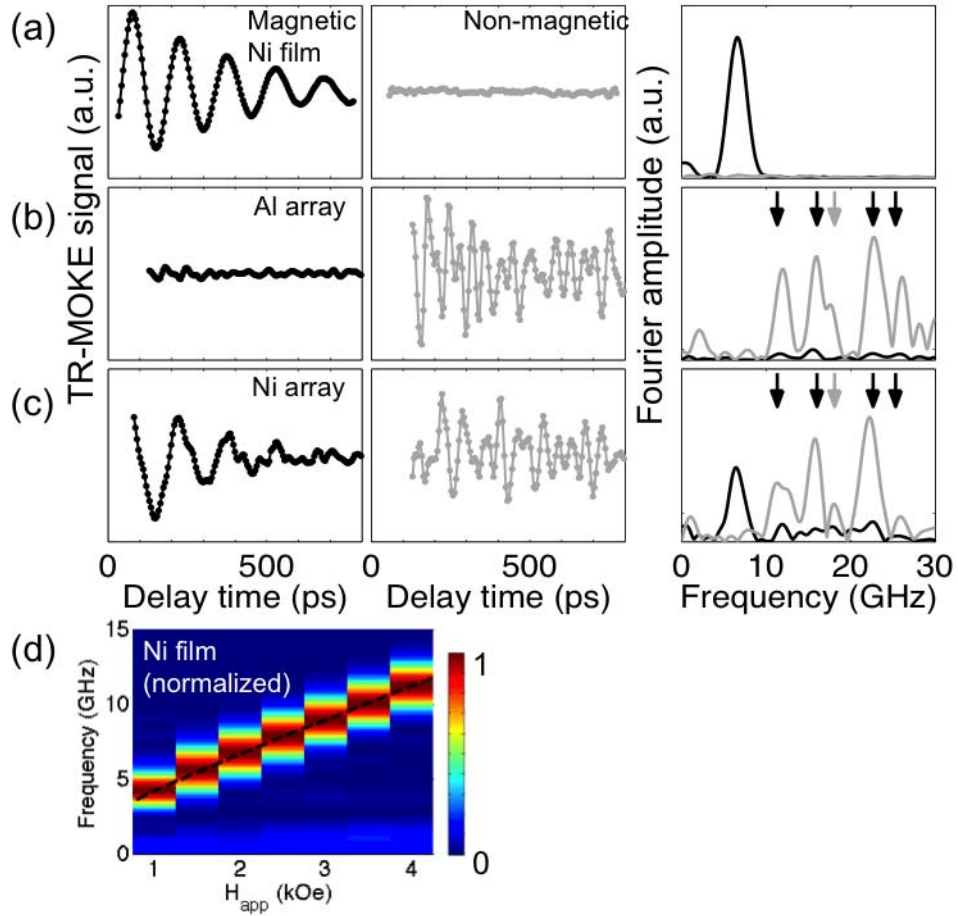 (a)
Magnetic
Ni film
Non-magnetic
TR-MOKE signal (a.u.)
Fourier amplitude (a.u.)
(b)
Al array
(c)
Ni array
0
500
0
500
0
10
20
30
Delay time (ps)
Delay time (ps)
Frequency (GHz)
(d)
Ni film
(normalized)
15
10
5
0
Frequency (GHz)
1
2
3
4
H_app (kOe)
1
0